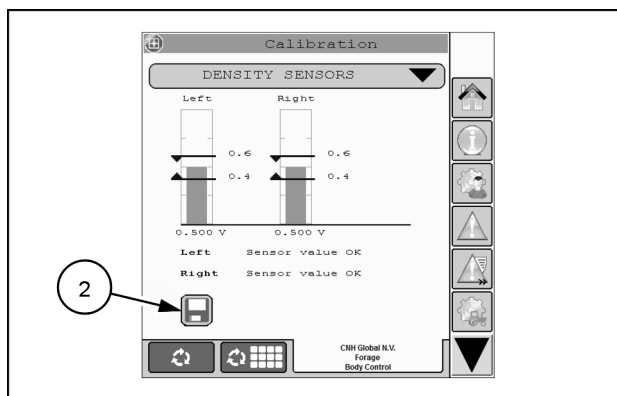 Calibration
DENSITY SENSORS
Left Right
0.6 0.6
0.4 0.4
0.500 V 0.500 V
Left Sensor value OK
Right Sensor value OK
2
CNH Global N.V.
Forage
Body Control